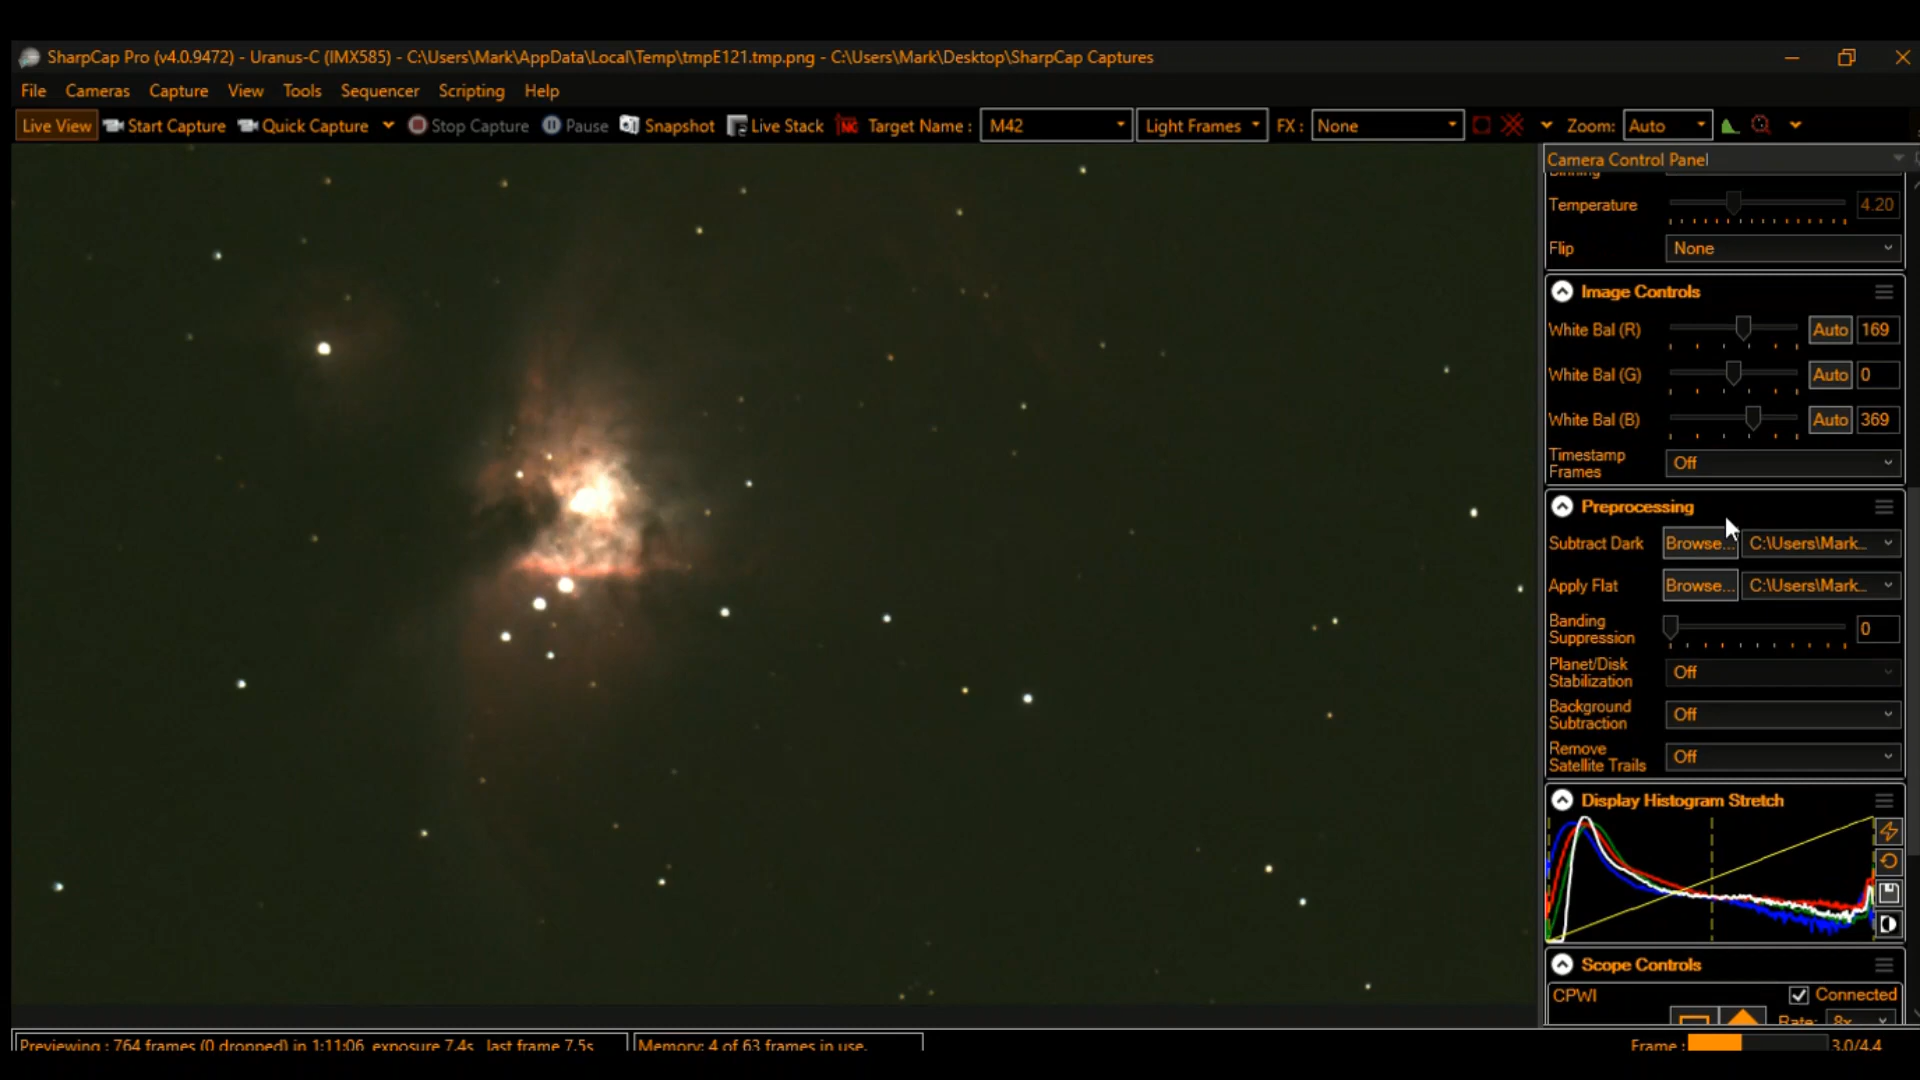 SharpCap Pro (v4.0.9472) - Uranus-C (IMX585) - C:\Users\Mark\AppData\Local\Temp\tmpE121.tmp.png - C:\Users\Mark\Desktop\SharpCap Captures
File Cameras Capture View Tools Sequencer Scripting Help
Live View Start Capture Quick Capture Stop Capture Pause Snapshot Live Stack Target Name : M42 Light Frames FX : None Zoom: Auto
Camera Control Panel
Binning
Temperature 4.20
Flip None
Image Controls
White Bal (R) Auto 169
White Bal (G) Auto 0
White Bal (B) Auto 369
Timestamp
Frames Off
Preprocessing
Subtract Dark Browse... C:\Users\Mark...
Apply Flat Browse... C:\Users\Mark...
Banding
Suppression 0
Planet/Disk
Stabilization Off
Background
Subtraction Off
Remove
Satellite Trails Off
Display Histogram Stretch
Scope Controls
CPWI Connected
Rate: 8x
Previewing : 764 frames (0 dropped) in 1:11:06, exposure 7.4s, last frame 7.5s Memory: 4 of 63 frames in use. Frame : 3.0/4.4